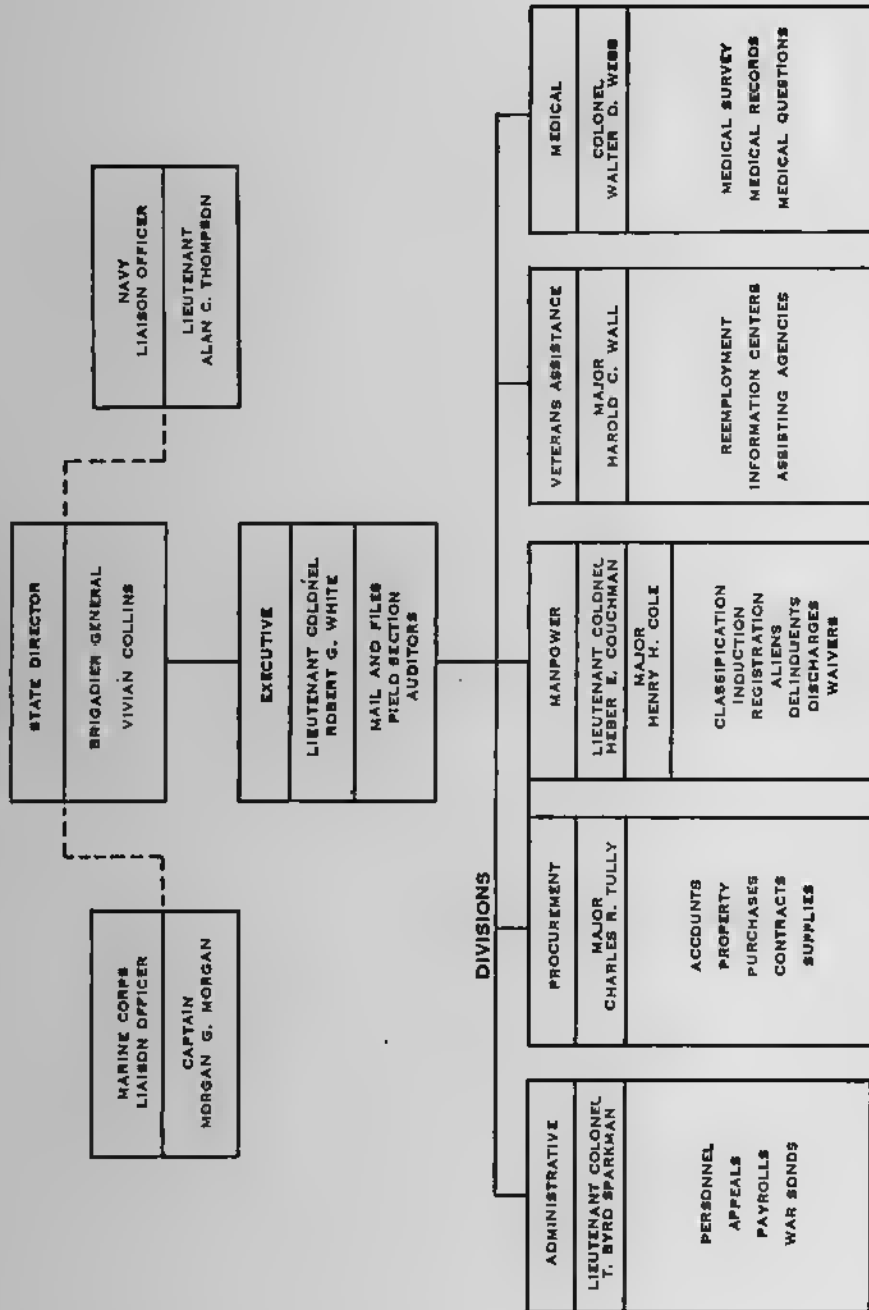 STATE DIRECTOR
BRIGADIER GENERAL
VIVIAN COLLINS
MARINE CORPS
LIAISON OFFICER
CAPTAIN
MORGAN G. MORGAN
NAVY
LIAISON OFFICER
LIEUTENANT
ALAN C. THOMPSON
EXECUTIVE
LIEUTENANT COLONEL
ROBERT G. WHITE
MAIL AND FILES
FIELD SECTION
AUDITORS
DIVISIONS
ADMINISTRATIVE
LIEUTENANT COLONEL
T. BYRD SPARKMAN
PERSONNEL
APPEALS
PAYROLLS
WAR BONDS
PROCUREMENT
MAJOR
CHARLES R. TULLY
ACCOUNTS
PROPERTY
PURCHASES
CONTRACTS
SUPPLIES
MANPOWER
LIEUTENANT COLONEL
HEBER E. COUCHMAN
MAJOR
HENRY H. COLE
CLASSIFICATION
INDUCTION
REGISTRATION
ALIENS
DELINQUENTS
DISCHARGES
WAIVERS
VETERANS ASSISTANCE
MAJOR
HAROLD C. WALL
REEMPLOYMENT
INFORMATION CENTERS
ASSISTING AGENCIES
MEDICAL
COLONEL
WALTER D. WEBB
MEDICAL SURVEY
MEDICAL RECORDS
MEDICAL QUESTIONS